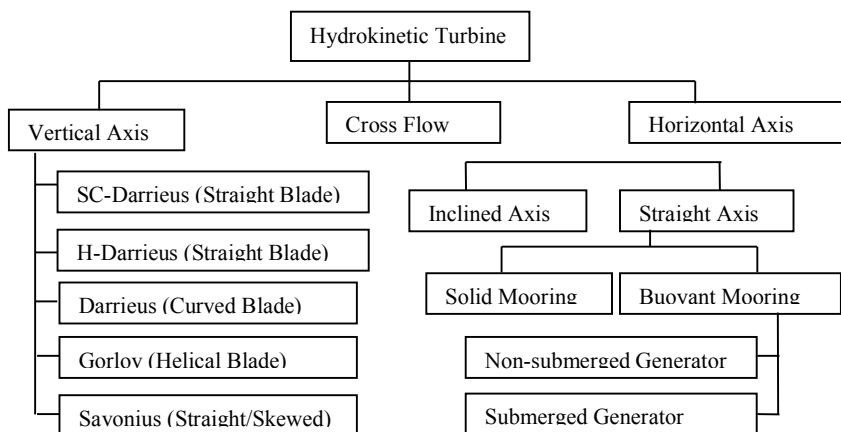 Hydrokinetic Turbine
Vertical Axis
Cross Flow
Horizontal Axis
SC-Darrieus (Straight Blade)
H-Darrieus (Straight Blade)
Darrieus (Curved Blade)
Gorlov (Helical Blade)
Savonius (Straight/Skewed)
Inclined Axis
Straight Axis
Solid Mooring
Buoyant Mooring
Non-submerged Generator
Submerged Generator